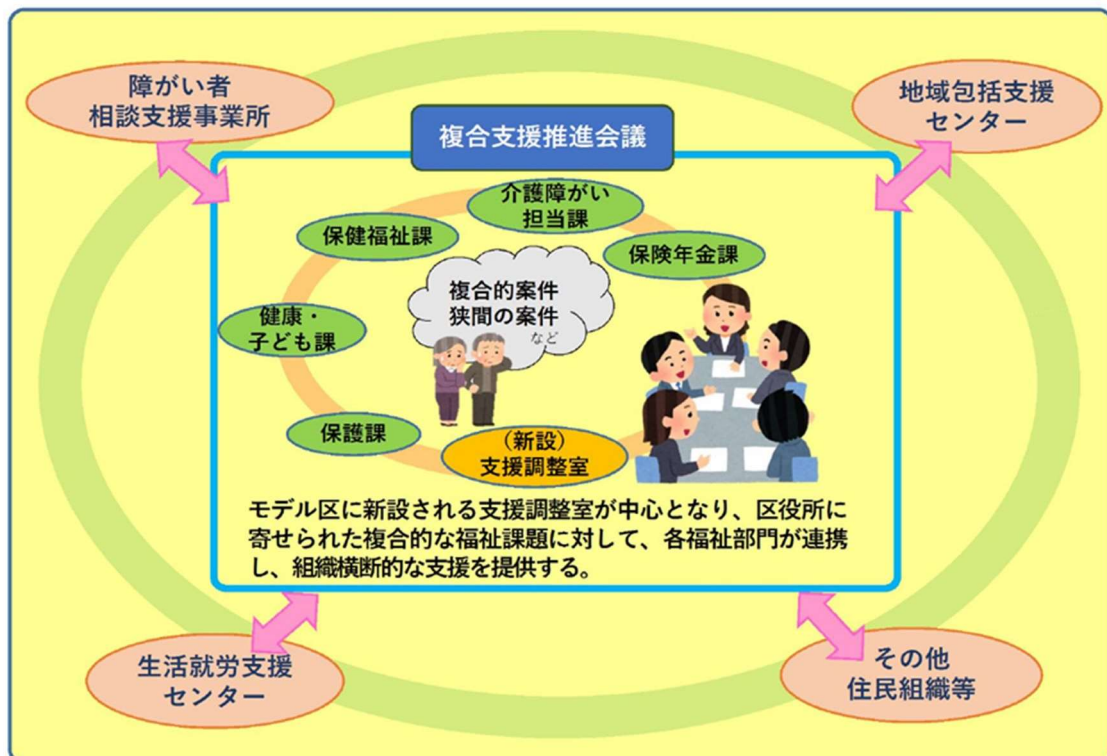 障がい者
相談支援事業所
地域包括支援
センター
複合支援推進会議
介護障がい
担当課
保健福祉課
保険年金課
複合的案件
狭間の案件
など
健康・
子ども課
保護課
（新設）
支援調整室
モデル区に新設される支援調整室が中心となり、区役所に
寄せられた複合的な福祉課題に対して、各福祉部門が連携
し、組織横断的な支援を提供する。
生活就労支援
センター
その他
住民組織等